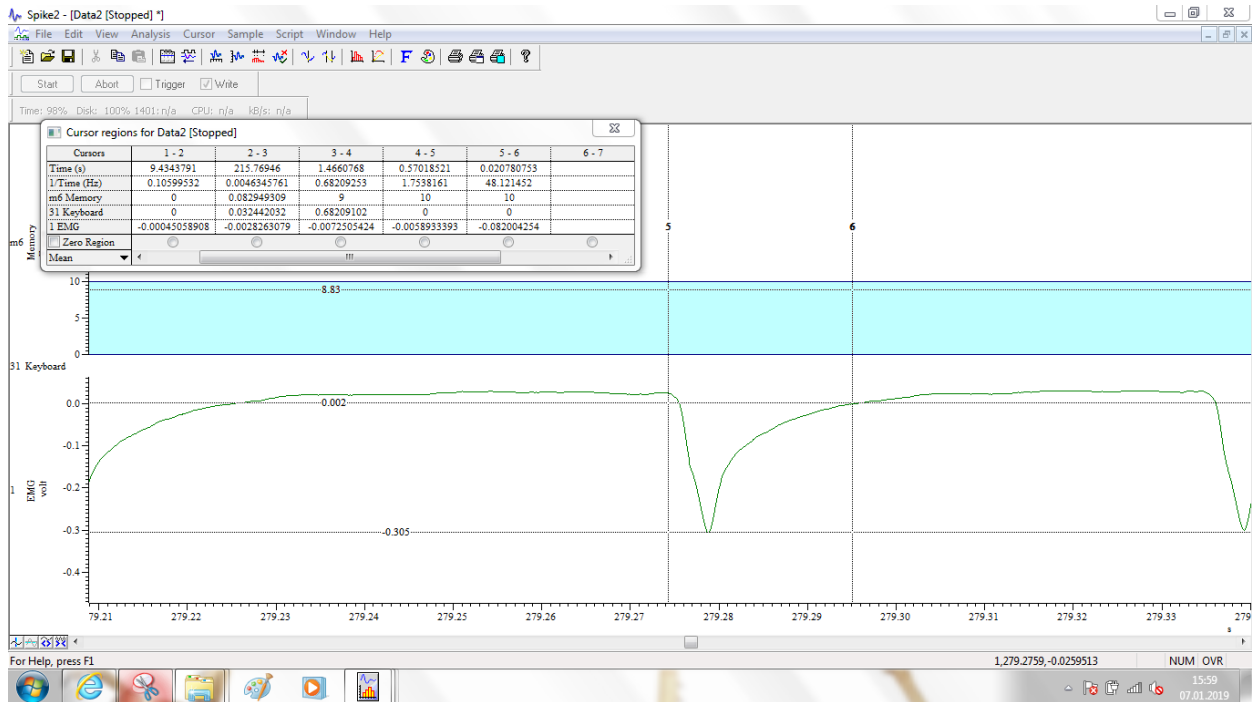 Spike2 - [Data2 [Stopped] *]
File Edit View Analysis Cursor Sample Script Window Help
Start Abort Trigger Write
Time: 98% Disk: 100% 1401: n/a CPU: n/a kB/s: n/a
Cursor regions for Data2 [Stopped]
Cursors 1 - 2 2 - 3 3 - 4 4 - 5 5 - 6 6 - 7
Time (s) 9.4343791 215.76946 1.4660768 0.57018521 0.020780753
1/Time (Hz) 0.10599532 0.0046345761 0.68209253 1.7538161 48.121452
m6 Memory 0 0.082949309 9 10 10
31 Keyboard 0 0.032442032 0.68209102 0 0
1 EMG -0.00045058908 -0.0028263079 -0.0072505424 -0.0058933393 -0.082004254
Zero Region
Mean
5 6
m6 Memory
10
8.83
5
0
31 Keyboard
0.0
0.002
-0.1
1 EMG volt
-0.2
-0.3
-0.305
-0.4
79.21 279.22 279.23 279.24 279.25 279.26 279.27 279.28 279.29 279.30 279.31 279.32 279.33 279
s
For Help, press F1 1,279.2759,-0.0259513 NUM OVR
15:59
07.01.2019